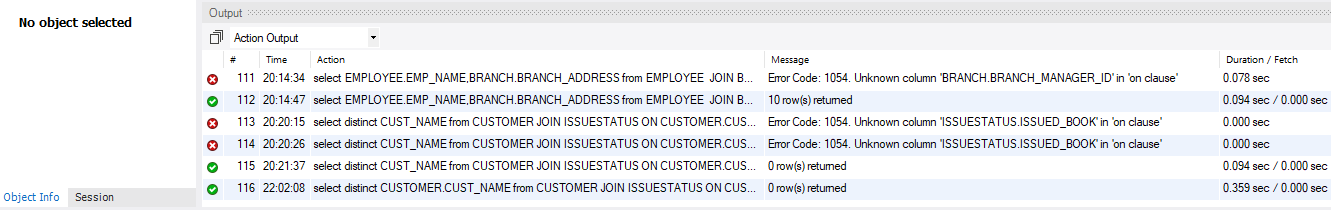 No object selected
Output
Action Output
# Time Action Message Duration / Fetch
111 20:14:34 select EMPLOYEE.EMP_NAME,BRANCH.BRANCH_ADDRESS from EMPLOYEE JOIN B... Error Code: 1054. Unknown column 'BRANCH.BRANCH_MANAGER_ID' in 'on clause' 0.078 sec
112 20:14:47 select EMPLOYEE.EMP_NAME,BRANCH.BRANCH_ADDRESS from EMPLOYEE JOIN B... 10 row(s) returned 0.094 sec / 0.000 sec
113 20:20:15 select distinct CUST_NAME from CUSTOMER JOIN ISSUESTATUS ON CUSTOMER.CUS... Error Code: 1054. Unknown column 'ISSUESTATUS.ISSUED_BOOK' in 'on clause' 0.000 sec
114 20:20:26 select distinct CUST_NAME from CUSTOMER JOIN ISSUESTATUS ON CUSTOMER.CUS... Error Code: 1054. Unknown column 'ISSUESTATUS.ISSUED_BOOK' in 'on clause' 0.000 sec
115 20:21:37 select distinct CUST_NAME from CUSTOMER JOIN ISSUESTATUS ON CUSTOMER.CUS... 0 row(s) returned 0.094 sec / 0.000 sec
116 22:02:08 select distinct CUSTOMER.CUST_NAME from CUSTOMER JOIN ISSUESTATUS ON CUS... 0 row(s) returned 0.359 sec / 0.000 sec
Object Info Session